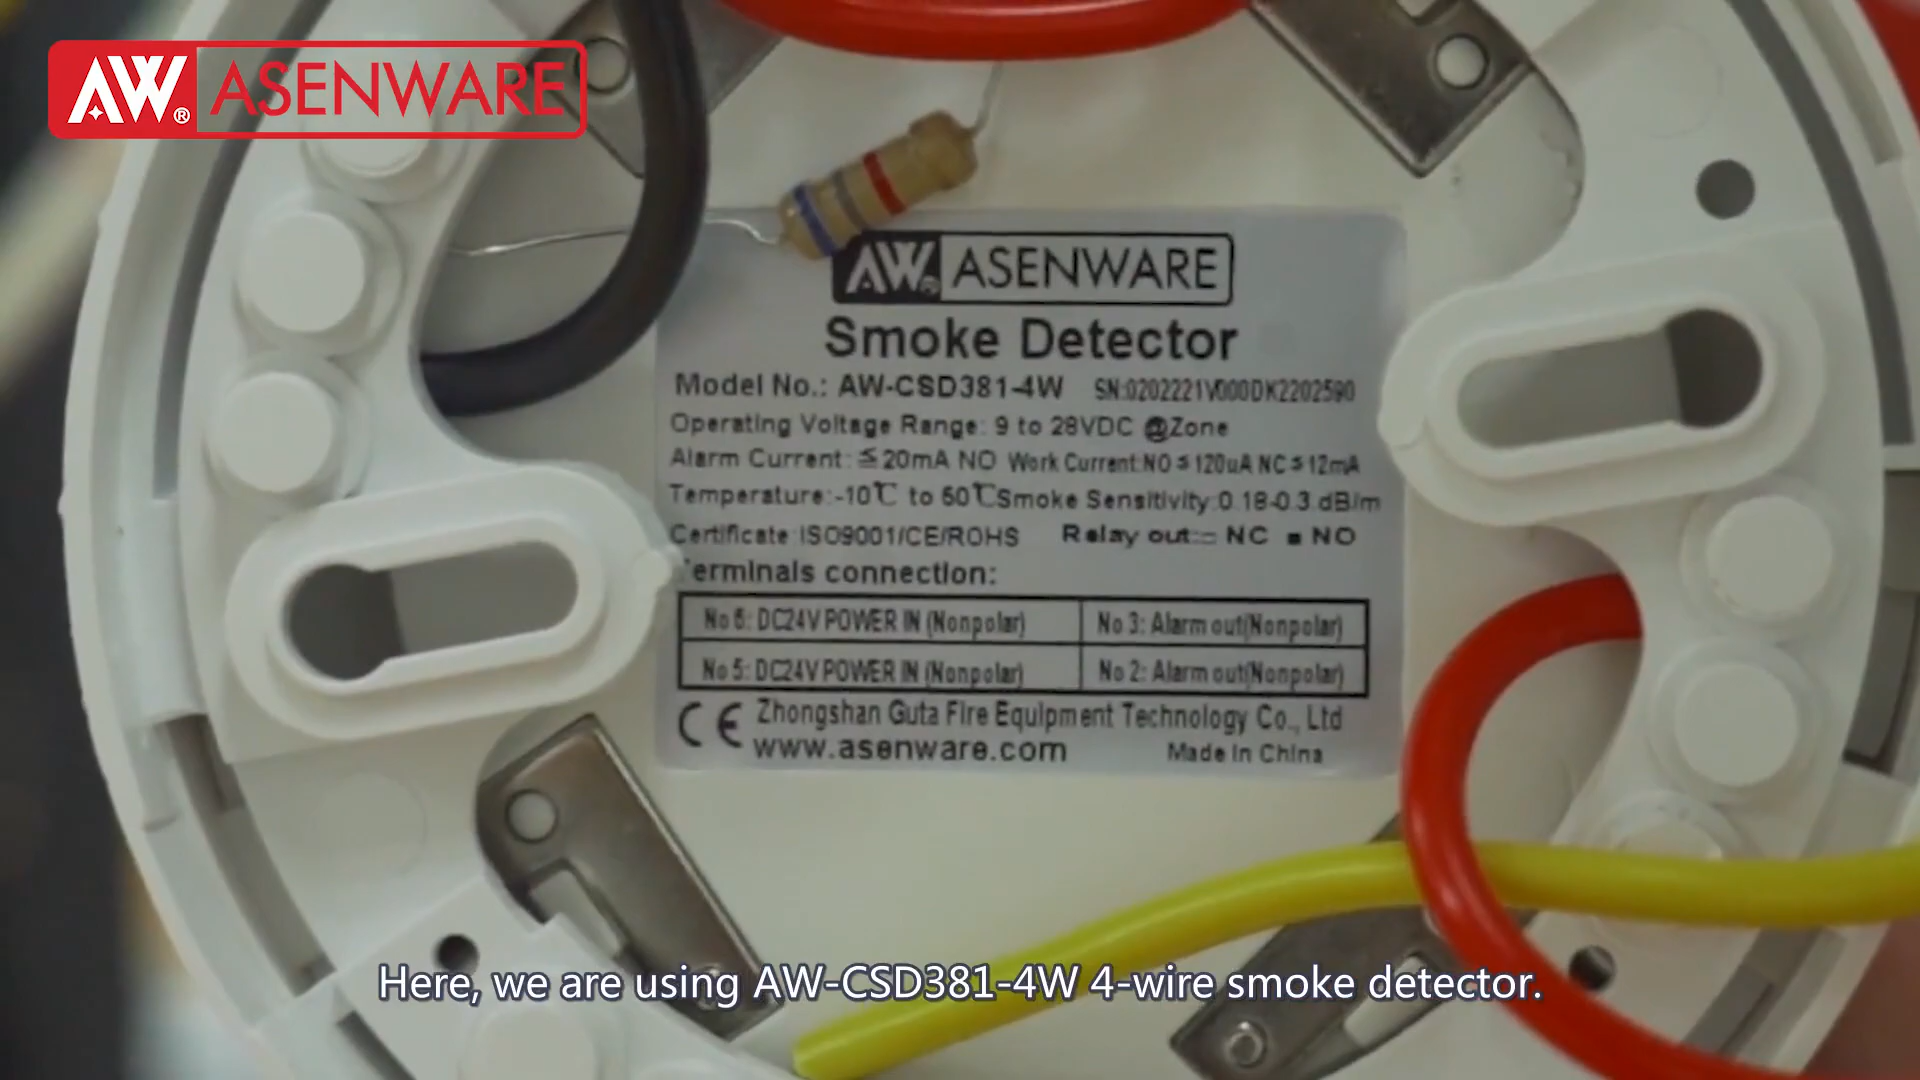 AW® ASENWARE
AW® ASENWARE
Smoke Detector
Model No.: AW-CSD381-4W SN:0202221V000DK2202590
Operating Voltage Range: 9 to 28VDC @Zone
Alarm Current: ≤20mA NO Work Current:NO≤120uA NC≤12mA
Temperature:-10℃ to 60℃ Smoke Sensitivity:0.18-0.3 dB/m
Certificate:ISO9001/CE/ROHS Relay out:□ NC ■ NO
Terminals connection:
No 6: DC24V POWER IN (Nonpolar) No 3: Alarm out(Nonpolar)
No 5: DC24V POWER IN (Nonpolar) No 2: Alarm out(Nonpolar)
CE Zhongshan Guta Fire Equipment Technology Co., Ltd
www.asenware.com Made In China
Here, we are using AW-CSD381-4W 4-wire smoke detector.